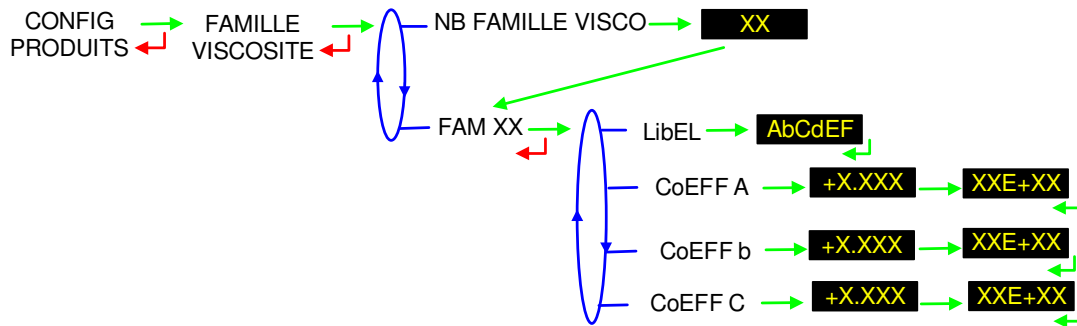 CONFIG PRODUITS
FAMILLE VISCOSITE
NB FAMILLE VISCO
XX
FAM XX
LibEL
AbCdEF
CoEFF A
+X.XXX
XXE+XX
CoEFF b
+X.XXX
XXE+XX
CoEFF C
+X.XXX
XXE+XX